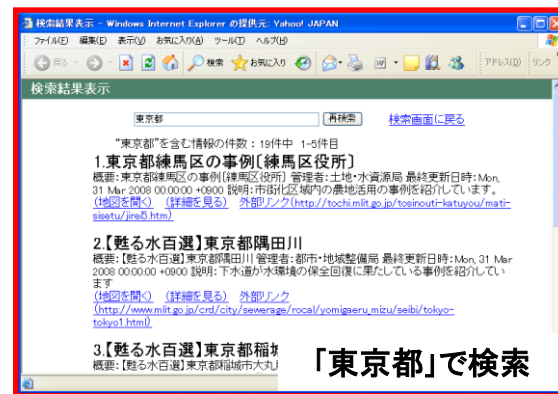 検索結果表示 - Windows Internet Explorer の提供元: Yahoo! JAPAN
ファイル(F) 編集(E) 表示(V) お気に入り(A) ツール(T) ヘルプ(H)
戻る 検索 お気に入り アドレス(D) リンク
検索結果表示
東京都 再検索 検索画面に戻る
“東京都”を含む情報の件数 : 19件中 1-5件目
1.東京都練馬区の事例〔練馬区役所〕
概要: 東京都練馬区の事例〔練馬区役所〕 管理者: 土地・水資源局 最終更新日時: Mon,
31 Mar 2008 00:00:00 +0900 説明: 市街化区域内の農地活用の事例を紹介しています。
(地図を開く) (詳細を見る) 外部リンク(http://tochi.mlit.go.jp/tosinouti-katuyou/mati-
sisetu/jirei5.htm)
2.【甦る水百選】東京都隅田川
概要: 【甦る水百選】東京都隅田川 管理者: 都市・地域整備局 最終更新日時: Mon, 31 Mar
2008 00:00:00 +0900 説明: 下水道が水環境の保全回復に果たしている事例を紹介してい
ます
(地図を開く) (詳細を見る) 外部リンク
(http://www.mlit.go.jp/crd/city/sewerage/rocal/yomigaeru_mizu/seibi/tokyo-
tokyo1.html)
3.【甦る水百選】東京都稲城
概要: 【甦る水百選】東京都稲城市大丸
「東京都」で検索